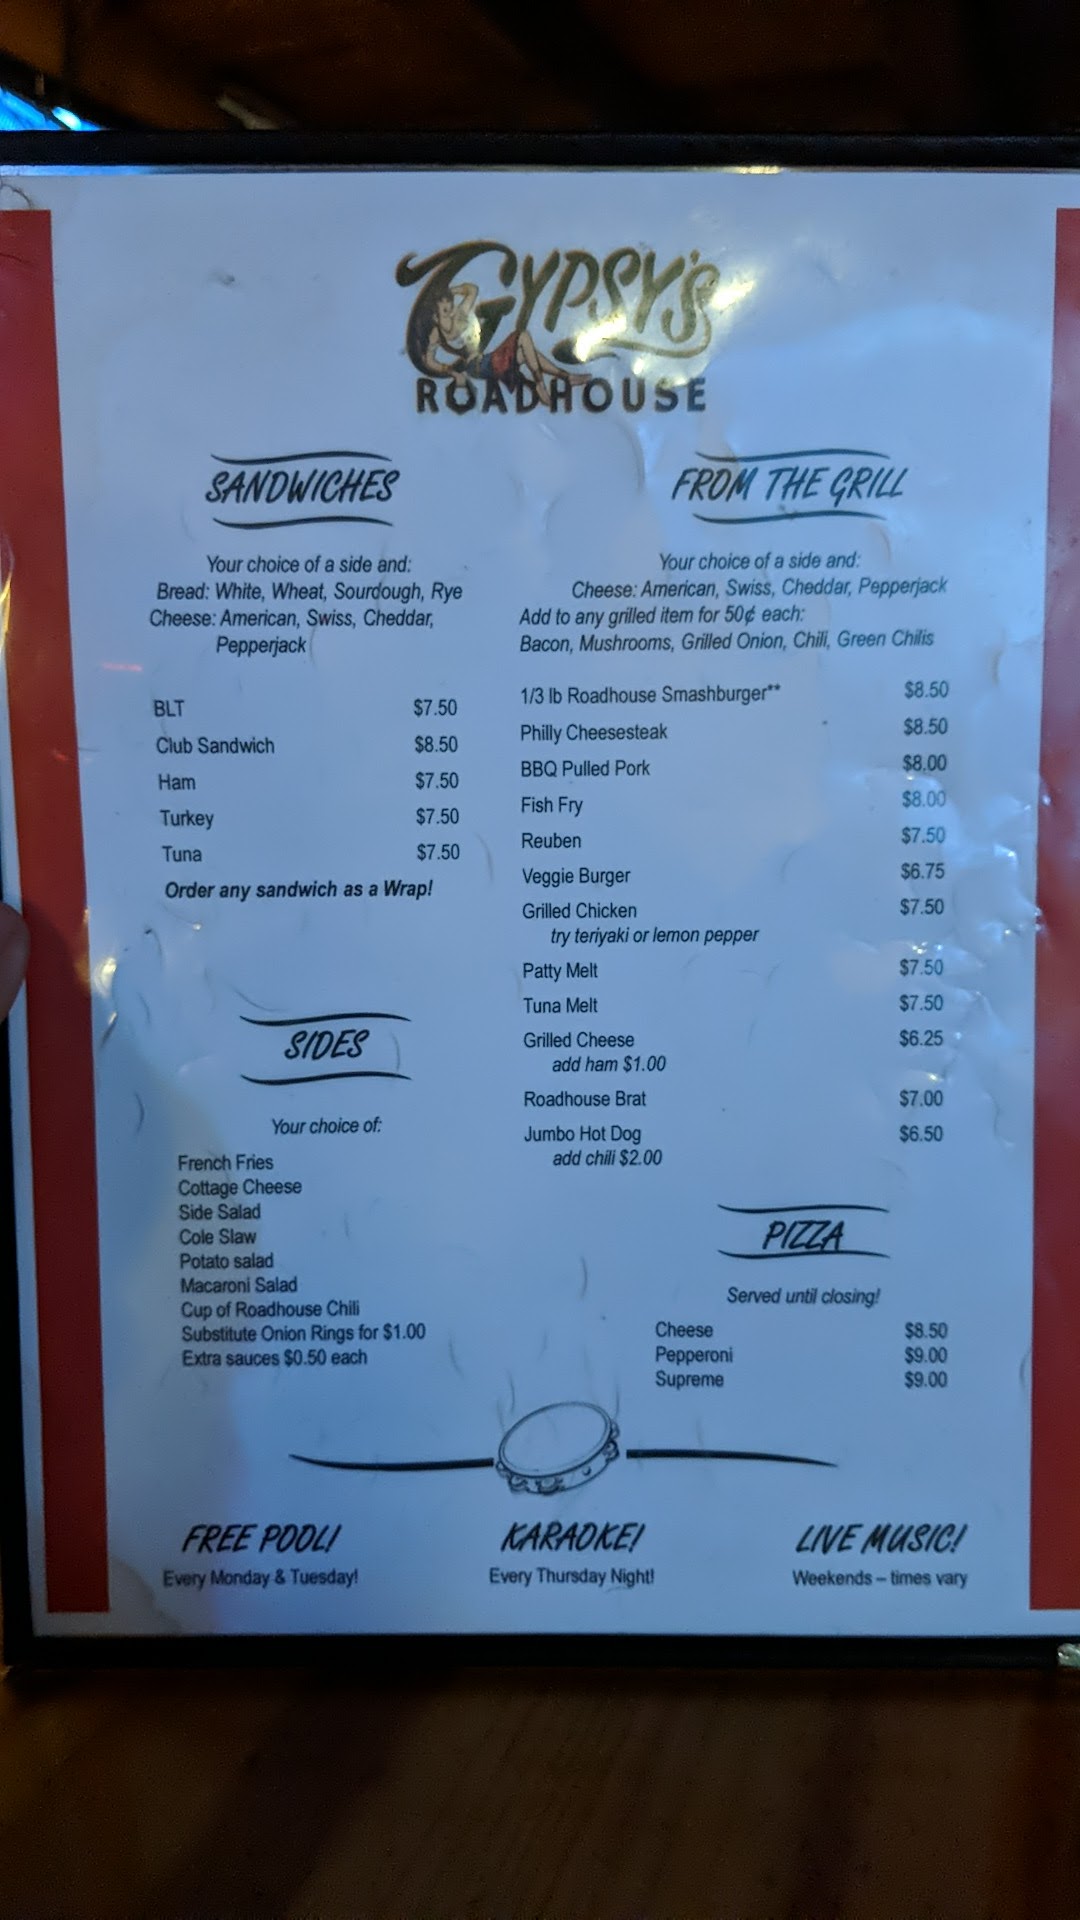 GYPSY'S
ROADHOUSE
SANDWICHES
Your choice of a side and:
Bread: White, Wheat, Sourdough, Rye
Cheese: American, Swiss, Cheddar,
Pepperjack
BLT $7.50
Club Sandwich $8.50
Ham $7.50
Turkey $7.50
Tuna $7.50
Order any sandwich as a Wrap!
SIDES
Your choice of:
French Fries
Cottage Cheese
Side Salad
Cole Slaw
Potato salad
Macaroni Salad
Cup of Roadhouse Chili
Substitute Onion Rings for $1.00
Extra sauces $0.50 each
FROM THE GRILL
Your choice of a side and:
Cheese: American, Swiss, Cheddar, Pepperjack
Add to any grilled item for 50¢ each:
Bacon, Mushrooms, Grilled Onion, Chili, Green Chilis
1/3 lb Roadhouse Smashburger** $8.50
Philly Cheesesteak $8.50
BBQ Pulled Pork $8.00
Fish Fry $8.00
Reuben $7.50
Veggie Burger $6.75
Grilled Chicken $7.50
try teriyaki or lemon pepper
Patty Melt $7.50
Tuna Melt $7.50
Grilled Cheese $6.25
add ham $1.00
Roadhouse Brat $7.00
Jumbo Hot Dog $6.50
add chili $2.00
PIZZA
Served until closing!
Cheese $8.50
Pepperoni $9.00
Supreme $9.00
FREE POOL!
Every Monday & Tuesday!
KARAOKE!
Every Thursday Night!
LIVE MUSIC!
Weekends – times vary